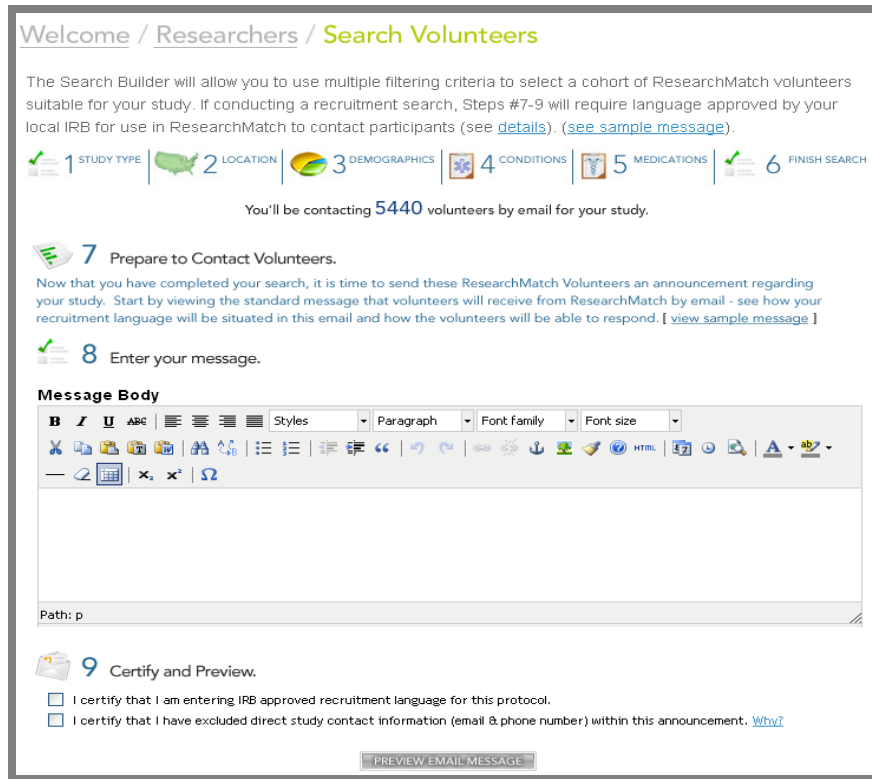 Welcome / Researchers / Search Volunteers
The Search Builder will allow you to use multiple filtering criteria to select a cohort of ResearchMatch volunteers
suitable for your study. If conducting a recruitment search, Steps #7-9 will require language approved by your
local IRB for use in ResearchMatch to contact participants (see details). (see sample message).
1 STUDY TYPE 2 LOCATION 3 DEMOGRAPHICS 4 CONDITIONS 5 MEDICATIONS 6 FINISH SEARCH
You'll be contacting 5440 volunteers by email for your study.
7 Prepare to Contact Volunteers.
Now that you have completed your search, it is time to send these ResearchMatch Volunteers an announcement regarding
your study. Start by viewing the standard message that volunteers will receive from ResearchMatch by email - see how your
recruitment language will be situated in this email and how the volunteers will be able to respond. [ view sample message ]
8 Enter your message.
Message Body
B I U ABC Styles Paragraph Font family Font size
HTML A ab
x₂ x² Ω
Path: p
9 Certify and Preview.
I certify that I am entering IRB approved recruitment language for this protocol.
I certify that I have excluded direct study contact information (email & phone number) within this announcement. Why?
PREVIEW EMAIL MESSAGE